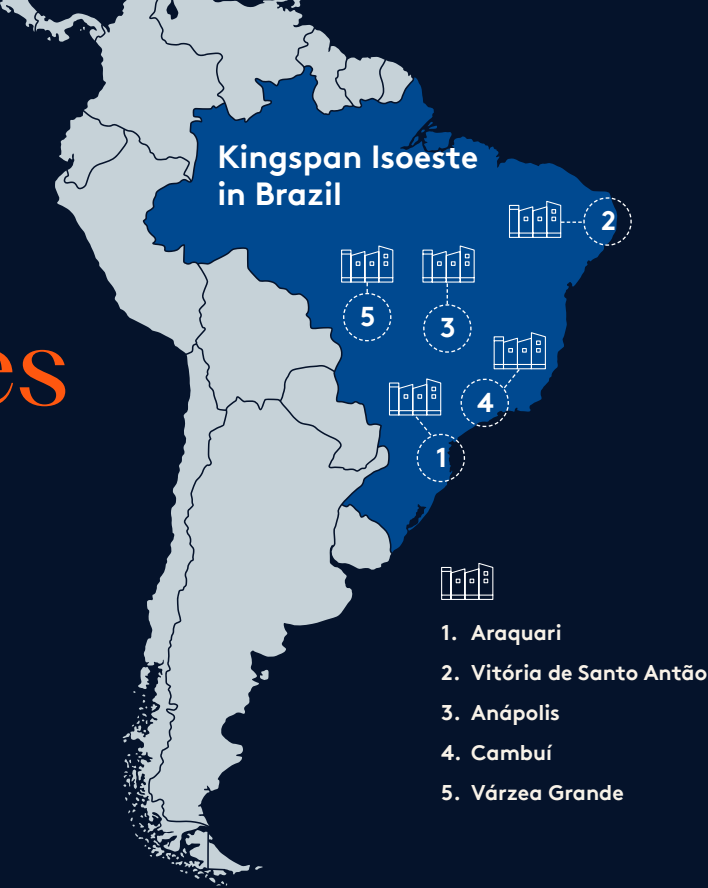 Kingspan Isoeste
in Brazil
2
5
3
4
1
es
1. Araquari
2. Vitória de Santo Antão
3. Anápolis
4. Cambuí
5. Várzea Grande